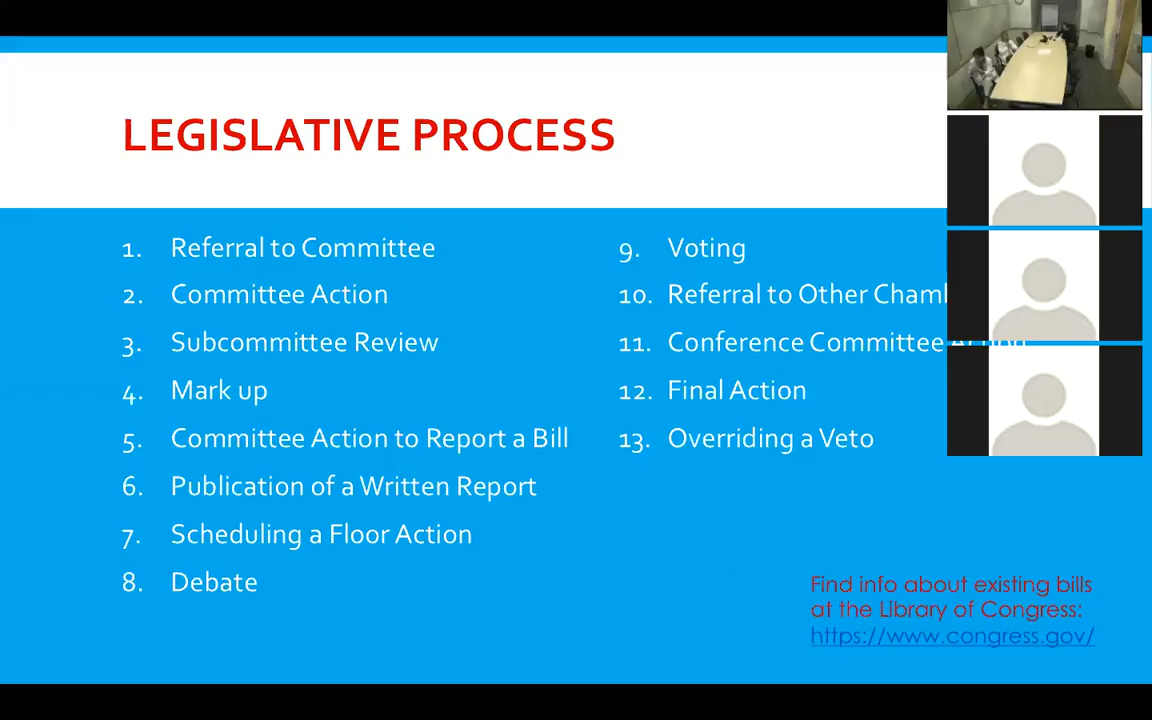 LEGISLATIVE PROCESS
1. Referral to Committee
2. Committee Action
3. Subcommittee Review
4. Mark up
5. Committee Action to Report a Bill
6. Publication of a Written Report
7. Scheduling a Floor Action
8. Debate
9. Voting
10. Referral to Other
11. Conference Committee
12. Final Action
13. Overriding a Veto
Find info about existing bills
at the Library of Congress:
https://www.congress.gov/